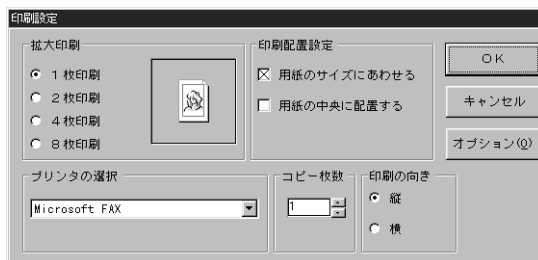 印刷設定
拡大印刷
1 枚印刷
2 枚印刷
4 枚印刷
8 枚印刷
印刷配置設定
用紙のサイズにあわせる
用紙の中央に配置する
OK
キャンセル
オプション(O)
プリンタの選択
Microsoft FAX
コピー枚数
1
印刷の向き
縦
横